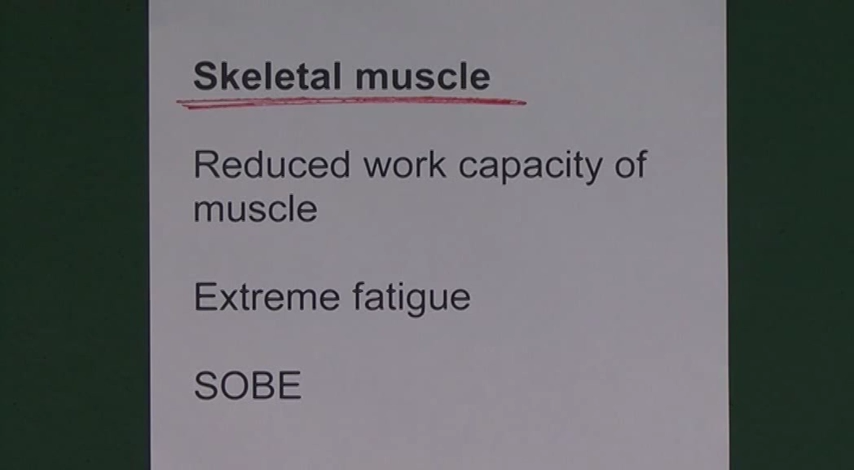 Skeletal muscle
Reduced work capacity of
muscle
Extreme fatigue
SOBE